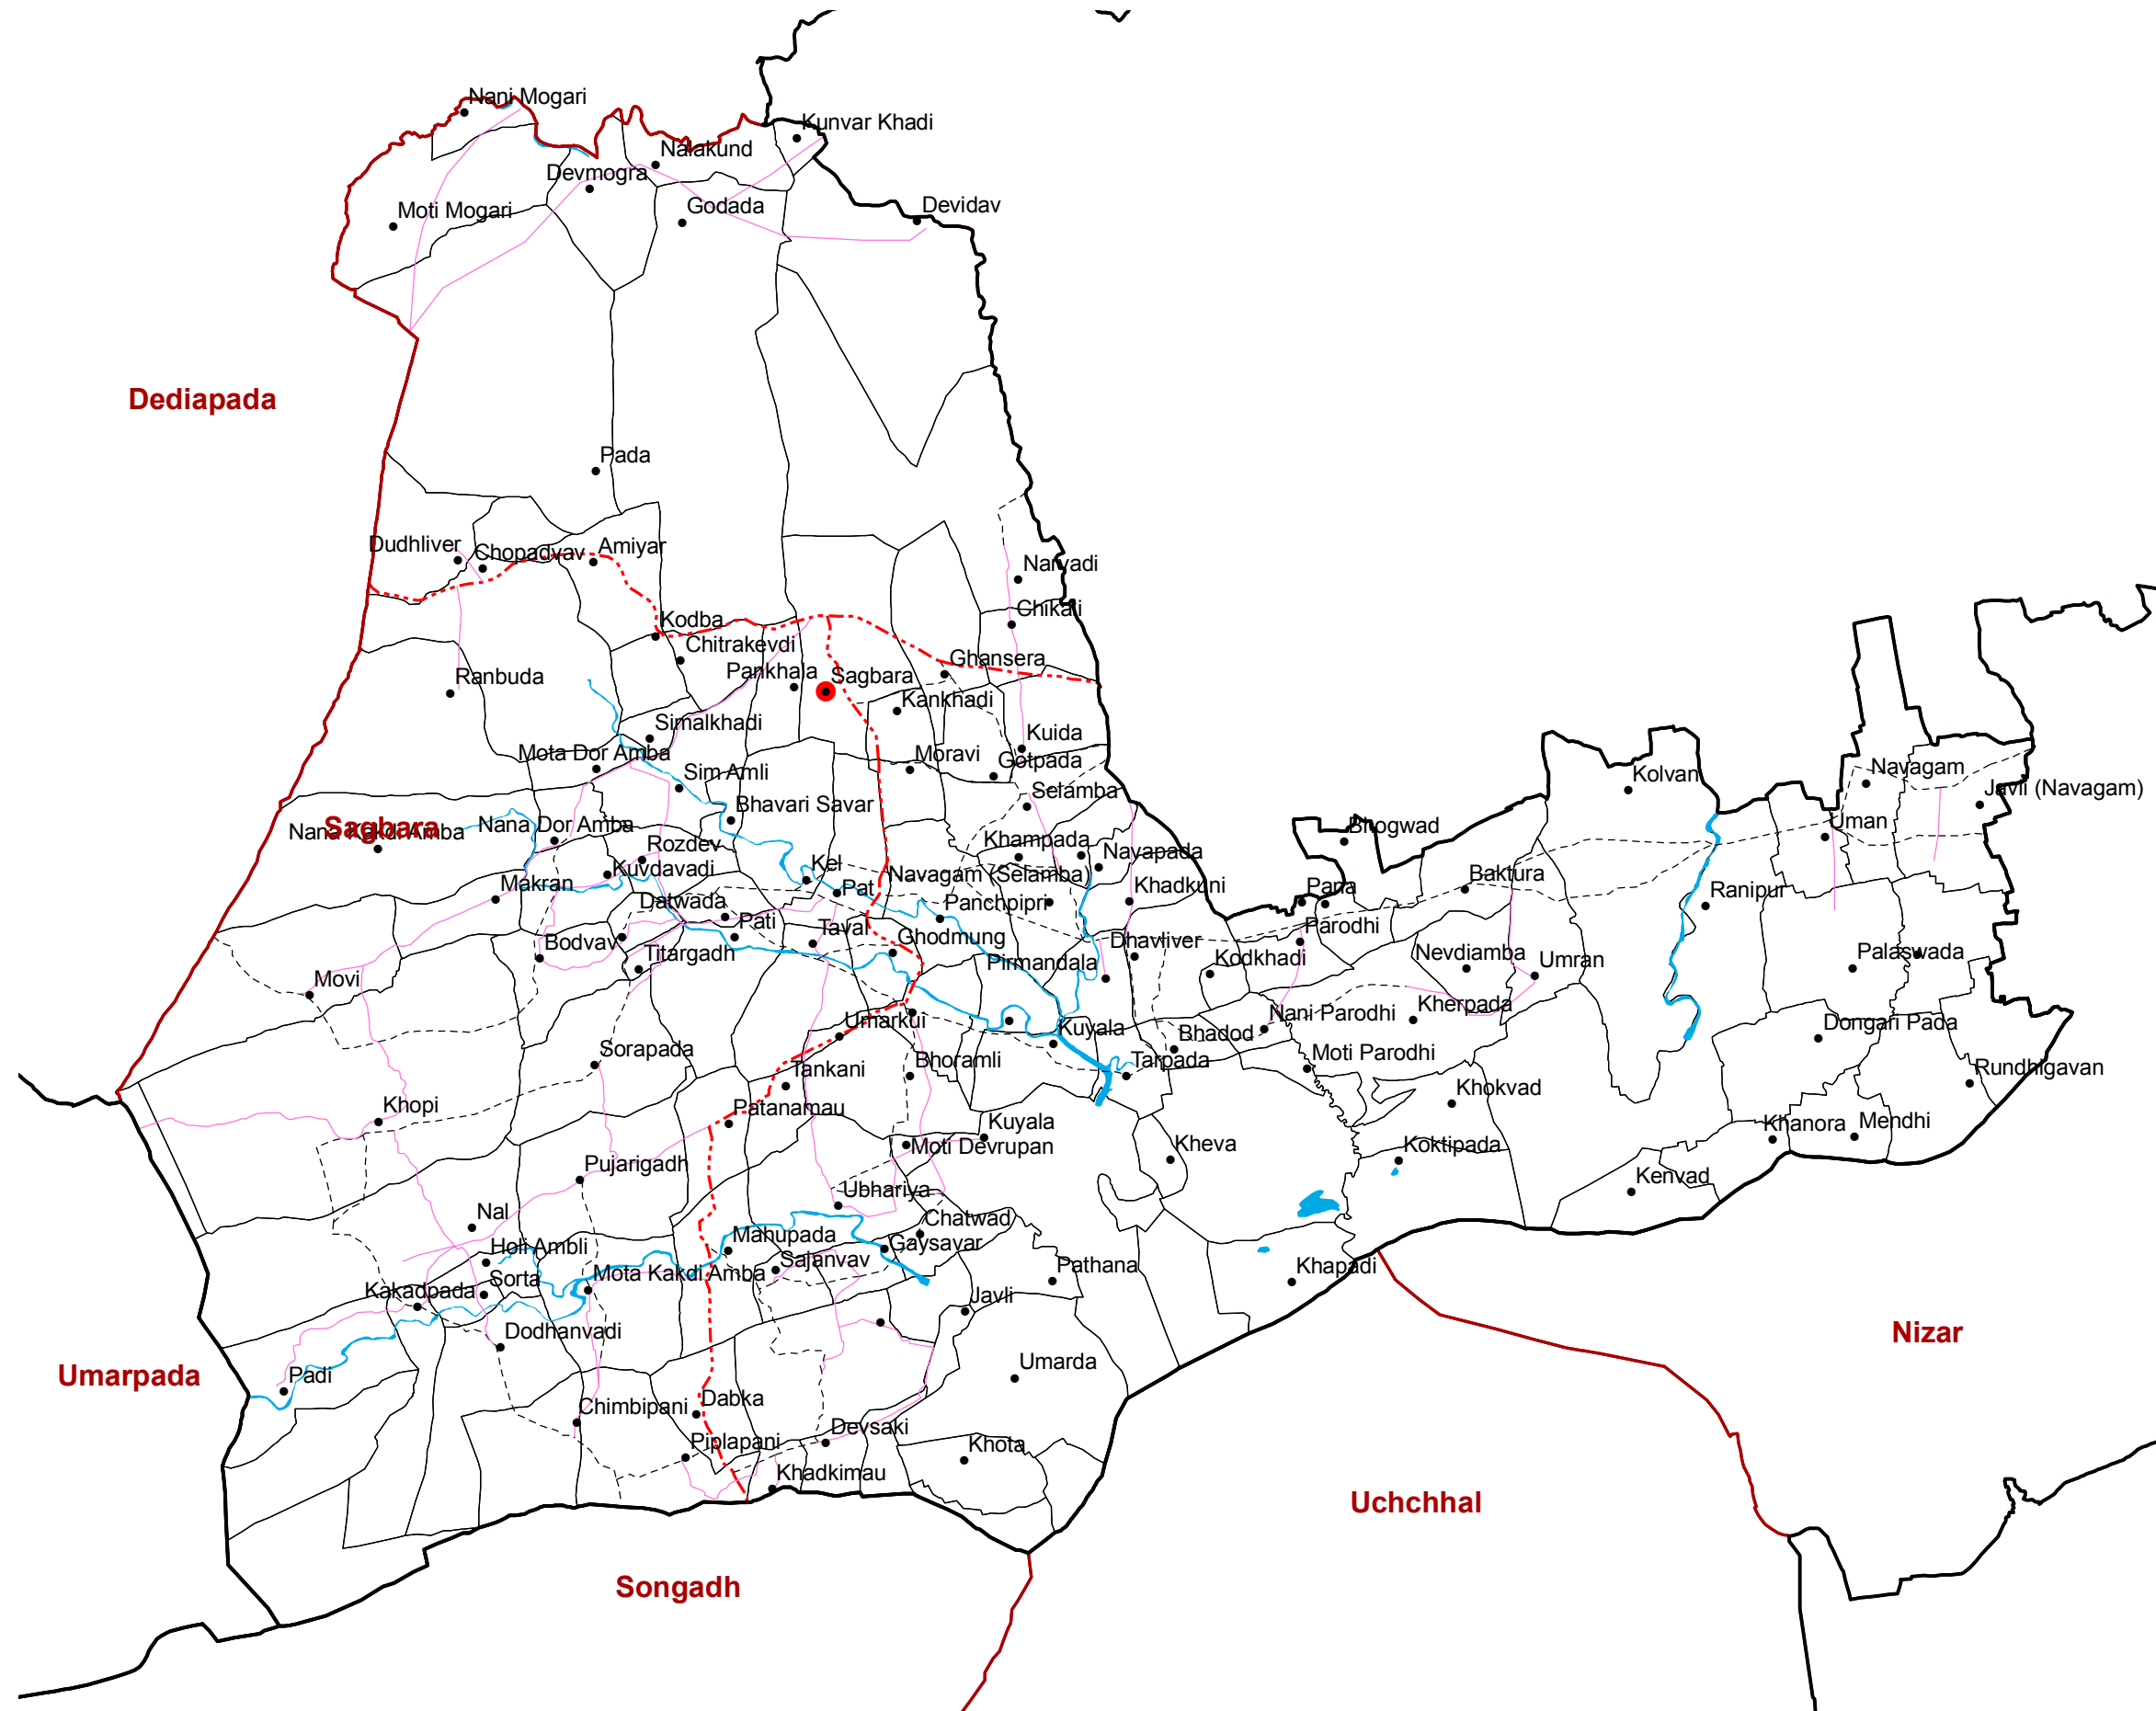 Nani Mogari
Kunvar Khadi
Nalakund
Devmogra
Moti Mogari
Godada
Devidav
Dediapada
Pada
Dudhliver
Chopadvav
Amiyar
Narvadi
Chikali
Kodba
Chitrakevdi
Pankhala
Sagbara
Ghansera
Ranbuda
Kankhadi
Simalkhadi
Kuida
Mota Dor Amba
Moravi
Gotpada
Sim Amli
Selamba
Kolvan
Navagam
Javli (Navagam)
Bhavari Savar
Sagbara
Nana Kakdi Amba
Nana Dor Amba
Bhogwad
Uman
Rozdev
Khampada
Navapada
Kuvdavadi
Kel
Navagam (Selamba)
Baktura
Makran
Pat
Khadkuni
Pana
Ranipur
Datwada
Panchpipri
Pati
Taval
Parodhi
Bodvav
Titargadh
Ghodmung
Dhavliver
Pirmandala
Kodkhadi
Nevdiamba
Umran
Palaswada
Movi
Kherpada
Nani Parodhi
Umarkui
Kuyala
Bhadod
Dongari Pada
Sorapada
Tankani
Bhoramli
Tarpada
Moti Parodhi
Rundhigavan
Khopi
Patanamau
Khokvad
Kuyala
Moti Devrupan
Kheva
Koktipada
Khanora
Mendhi
Pujarigadh
Kenvad
Ubhariya
Nal
Chatwad
Holi Ambli
Mahupada
Gaysavar
Sajanvav
Pathana
Khapadi
Kakadpada
Sorta
Mota Kakdi Amba
Javli
Dodhanvadi
Nizar
Umarpada
Padi
Umarda
Chimbipani
Dabka
Piplapani
Devsaki
Khota
Khadkimau
Uchchhal
Songadh